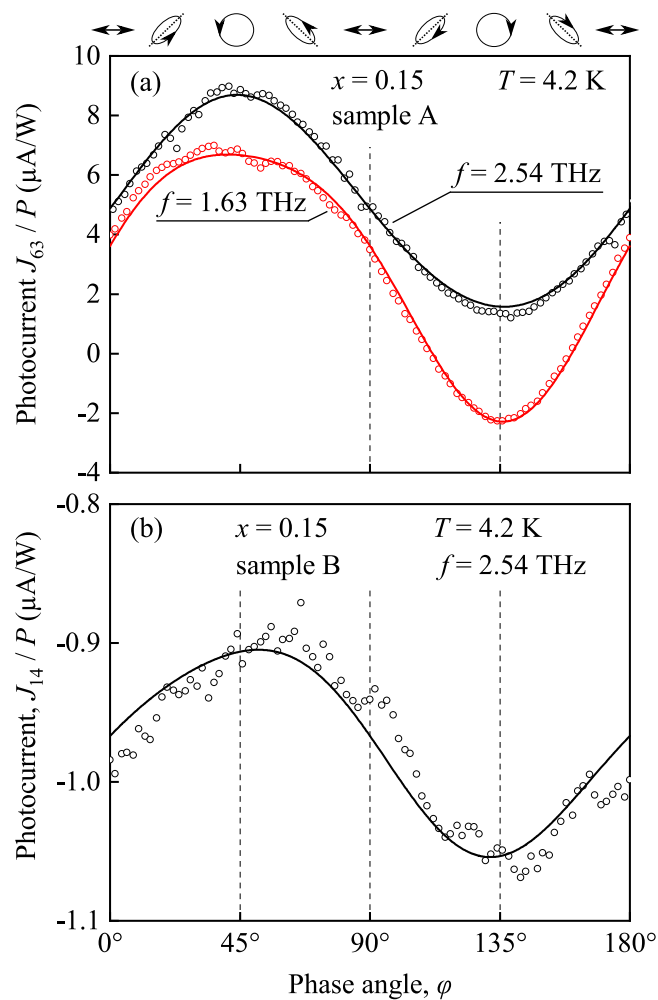 (a)
x = 0.15
T = 4.2 K
sample A
f = 2.54 THz
f = 1.63 THz
Photocurrent J63 / P (μA/W)
10
8
6
4
2
0
-2
-4
(b)
x = 0.15
T = 4.2 K
sample B
f = 2.54 THz
Photocurrent, J14 / P (μA/W)
-0.8
-0.9
-1.0
-1.1
0°
45°
90°
135°
180°
Phase angle, φ